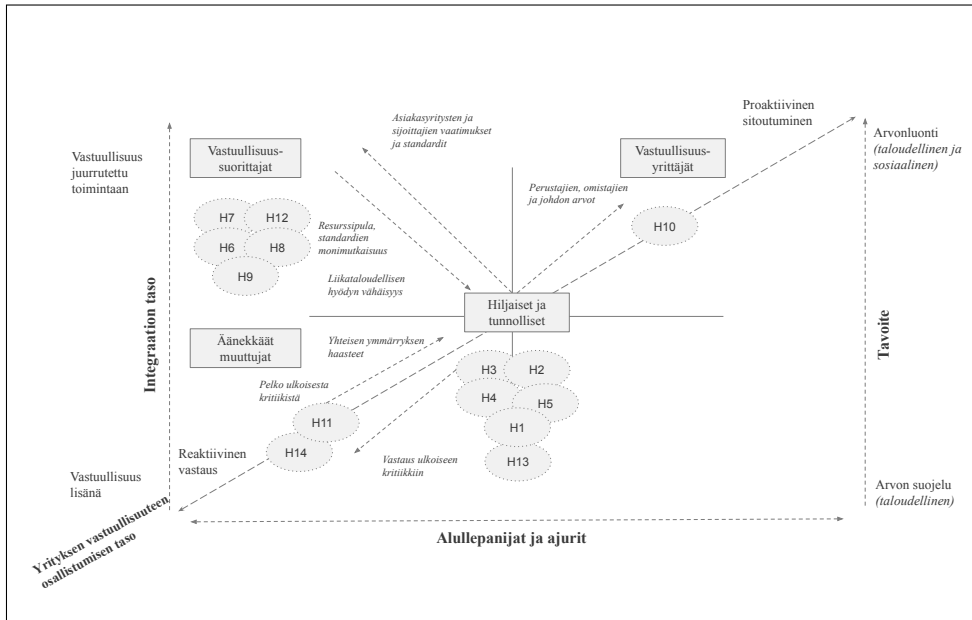 Proaktiivinen
sitoutuminen
Asiakasyritysten ja
sijoittajien vaatimukset
ja standardit
Arvonluonti
(taloudellinen ja
sosiaalinen)
Vastuullisuus
juurrutettu
toimintaan
Vastuullisuus-
suorittajat
Vastuullisuus-
yrittäjät
Perustajien, omistajien
ja johdon arvot
H7
H12
H6
H8
H9
H10
Resurssipula,
standardien
monimutkaisuus
Liikataloudellisen
hyödyn vähäisyys
Hiljaiset ja
tunnolliset
Integraation taso
Tavoite
Äänekkäät
muuttujat
Yhteisen ymmärryksen
haasteet
Pelko ulkoisesta
kritiikistä
H3
H2
H4
H5
H1
H13
H11
H14
Reaktiivinen
vastaus
Vastaus ulkoiseen
kritiikkiin
Vastuullisuus
lisänä
Arvon suojelu
(taloudellinen)
Yrityksen vastuullisuuteen
osallistumisen taso
Alullepanijat ja ajurit